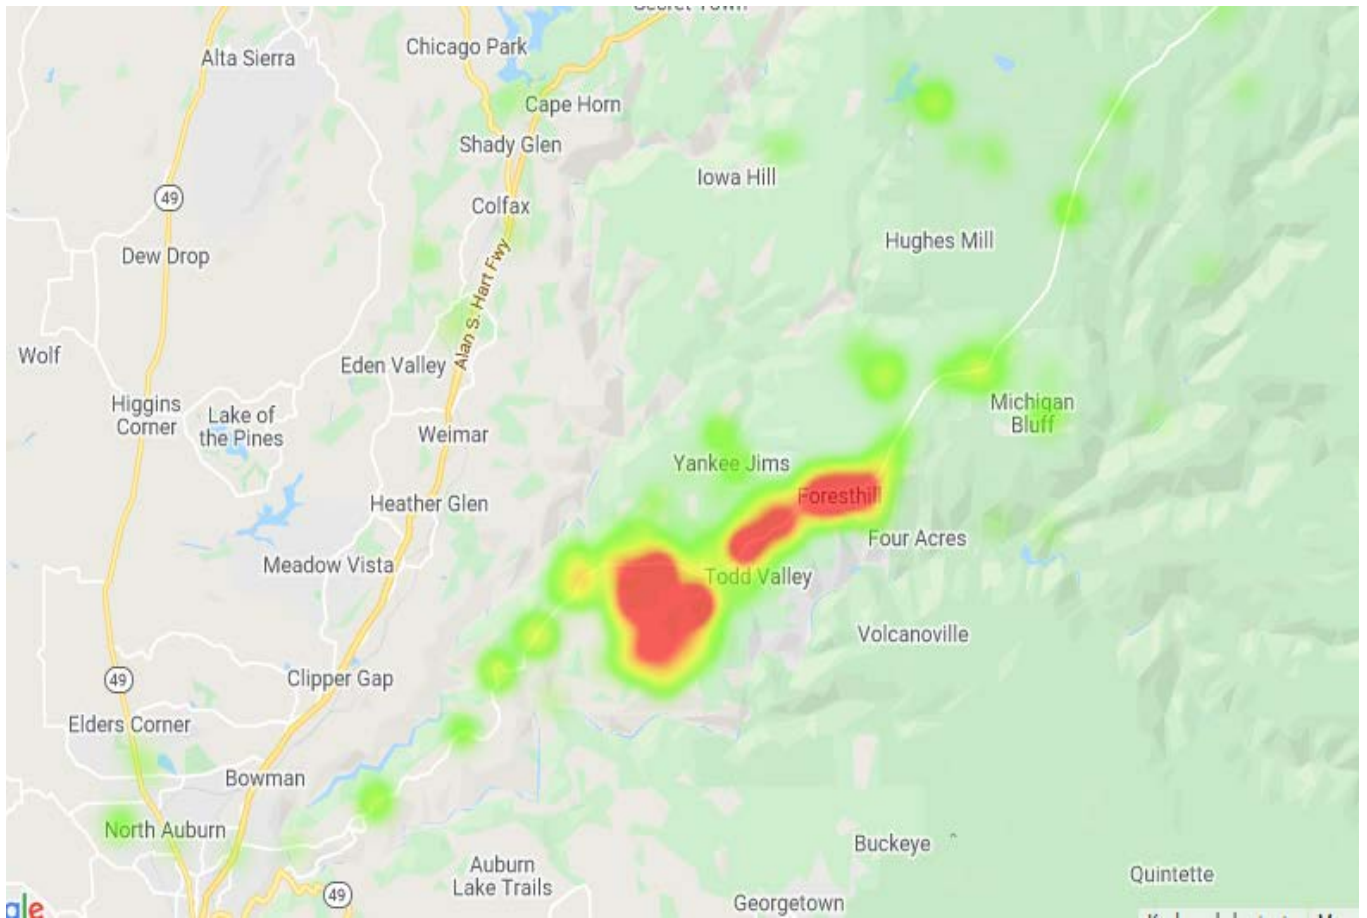 Secret Town
Chicago Park
Alta Sierra
Cape Horn
Shady Glen
Iowa Hill
49
Colfax
Hughes Mill
Dew Drop
Alan S. Hart Fwy
Wolf
Eden Valley
Higgins
Corner
Lake of
the Pines
Michigan
Bluff
Weimar
Yankee Jims
Heather Glen
Foresthill
Four Acres
Meadow Vista
Todd Valley
Volcanoville
Clipper Gap
49
Elders Corner
Bowman
North Auburn
Buckeye
Auburn
Lake Trails
Quintette
49
Georgetown
gle